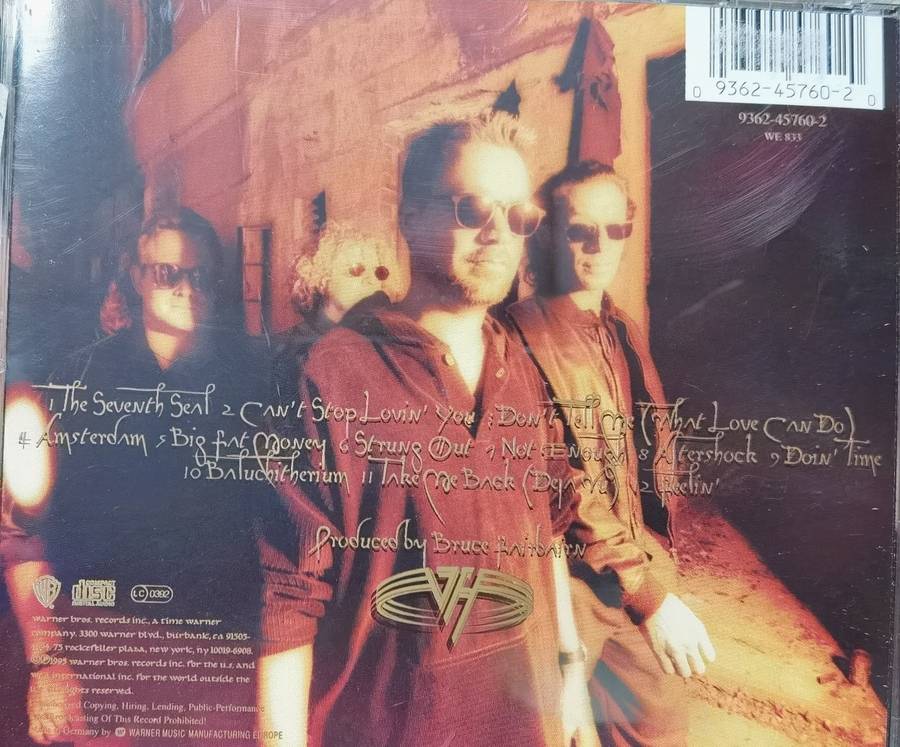 0 9362-45760-2 0
9362-45760-2
WE 833
1 The Seventh Seal 2 Can't Stop Lovin' You 3 Don't Tell Me (What Love Can Do)
4 Amsterdam 5 Big Fat Money 6 Strung Out 7 Not Enough 8 Aftershock 9 Doin' Time
10 Baluchitherium 11 Take Me Back (Deja Vu) 12 Feelin'
Produced by Bruce Fairbairn
VH
COMPACT
disc
DIGITAL AUDIO
LC 0392
warner bros. records inc., a time warner
company. 3300 warner blvd., burbank, ca 91505-
75 rockefeller plaza, new york, ny 10019-6908.
©℗1995 warner bros. records inc. for the u.s. and
international inc. for the world outside the
rights reserved.
Copying, Hiring, Lending, Public-Performance
Of This Record Prohibited!
Germany by WARNER MUSIC MANUFACTURING EUROPE